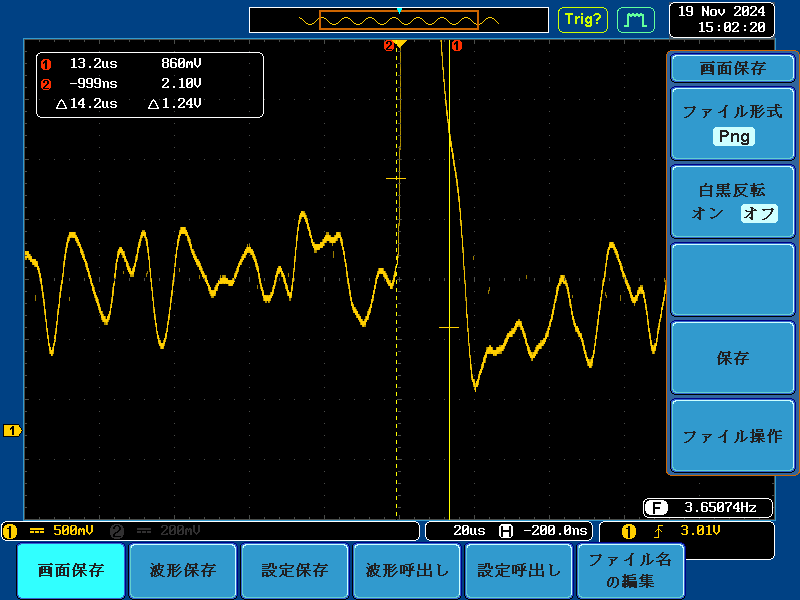 Trig?
19 Nov 2024
15:02:20
2 1
1 13.2us 860mV
2 -999ns 2.10V
△14.2us △1.24V
画面保存
ファイル形式
Png
白黒反転
オン オフ
保存
ファイル操作
1
F 3.65074Hz
1 500mV 2 200mV 20us H -200.0ns 1 3.01V
画面保存 波形保存 設定保存 波形呼出し 設定呼出し ファイル名
の編集